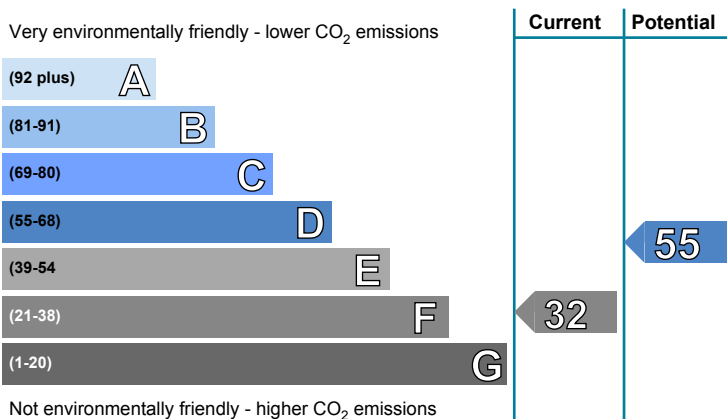 Current Potential
Very environmentally friendly - lower CO2 emissions
(92 plus) A
(81-91) B
(69-80) C
(55-68) D
55
(39-54 E
(21-38) F
32
(1-20) G
Not environmentally friendly - higher CO2 emissions